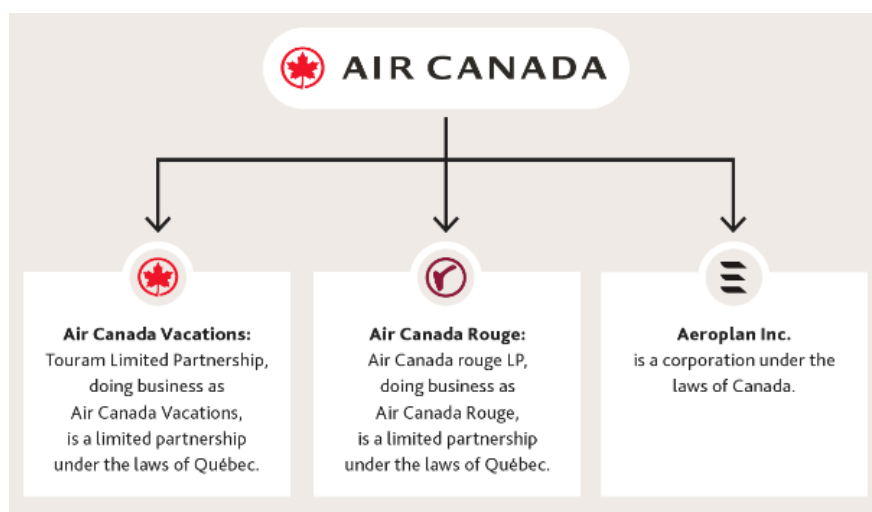 AIR CANADA
Air Canada Vacations:
Touram Limited Partnership,
doing business as
Air Canada Vacations,
is a limited partnership
under the laws of Québec.
Air Canada Rouge:
Air Canada rouge LP,
doing business as
Air Canada Rouge,
is a limited partnership
under the laws of Québec.
Aeroplan Inc.
is a corporation under the
laws of Canada.